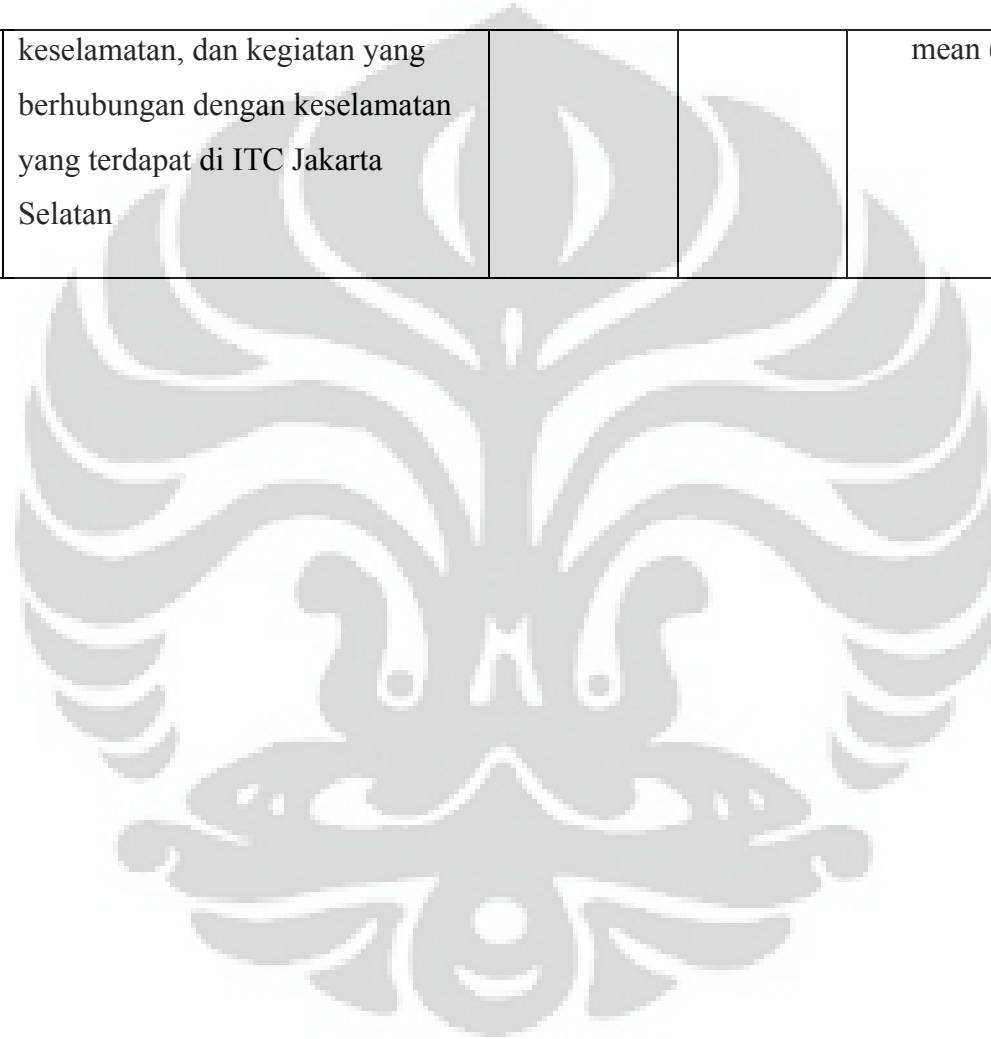 keselamatan, dan kegiatan yang
mean (
berhubungan dengan keselamatan
yang terdapat di ITC Jakarta
Selatan